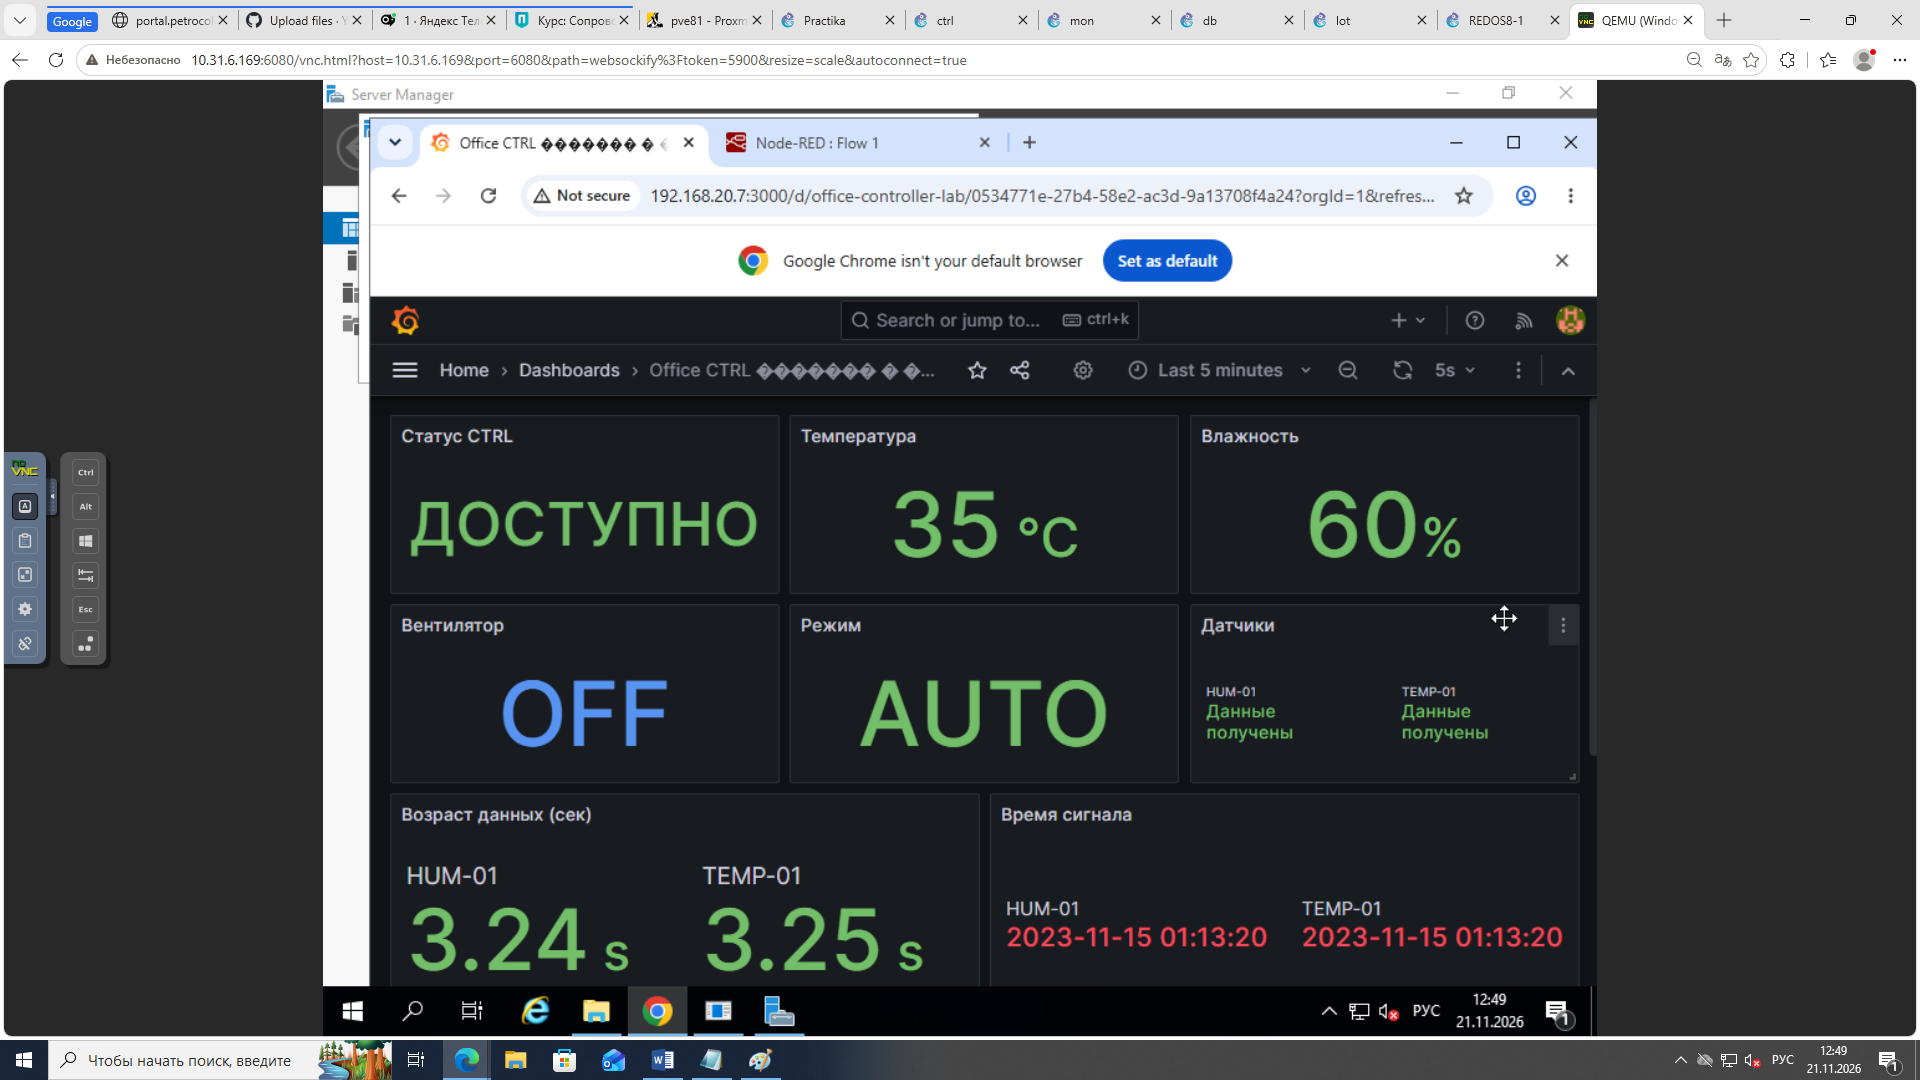 Google
portal.petrocol
Upload files · Y
1 · Яндекс Тел
Курс: Сопрово
pve81 - Proxm
Practika
ctrl
mon
db
lot
REDOS8-1
QEMU (Windo
Небезопасно 10.31.6.169:6080/vnc.html?host=10.31.6.169&port=6080&path=websockify%3Ftoken=5900&resize=scale&autoconnect=true
Server Manager
Office CTRL ������� � �
Node-RED : Flow 1
Not secure 192.168.20.7:3000/d/office-controller-lab/0534771e-27b4-58e2-ac3d-9a13708f4a24?orgId=1&refres...
Google Chrome isn't your default browser Set as default
Search or jump to... ctrl+k
Home › Dashboards › Office CTRL ������� � �... Last 5 minutes 5s
Статус CTRL
ДОСТУПНО
Температура
35 °C
Влажность
60%
Вентилятор
OFF
Режим
AUTO
Датчики
HUM-01
Данные
получены
TEMP-01
Данные
получены
Возраст данных (сек)
HUM-01
3.24 s
TEMP-01
3.25 s
Время сигнала
HUM-01
2023-11-15 01:13:20
TEMP-01
2023-11-15 01:13:20
noVNC
Ctrl
Alt
Esc
РУС
12:49
21.11.2026
1
Чтобы начать поиск, введите
РУС
12:49
21.11.2026
1